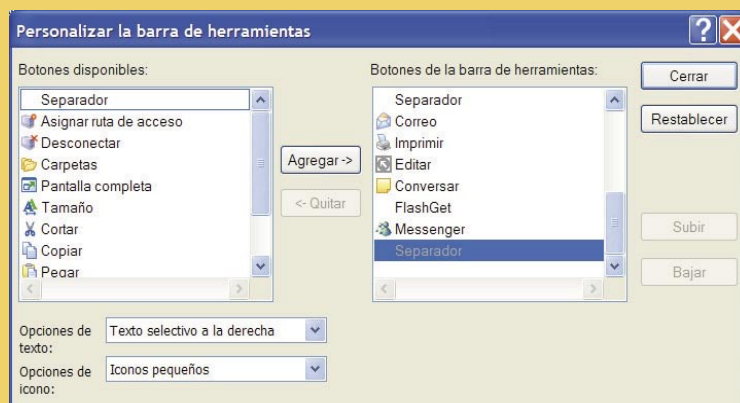 Personalizar la barra de herramientas
Botones disponibles:
Separador
Asignar ruta de acceso
Desconectar
Carpetas
Pantalla completa
Tamaño
Cortar
Copiar
Pegar
Agregar ->
<- Quitar
Botones de la barra de herramientas:
Separador
Correo
Imprimir
Editar
Conversar
FlashGet
Messenger
Separador
Cerrar
Restablecer
Subir
Bajar
Opciones de
texto:
Texto selectivo a la derecha
Opciones de
icono:
Iconos pequeños